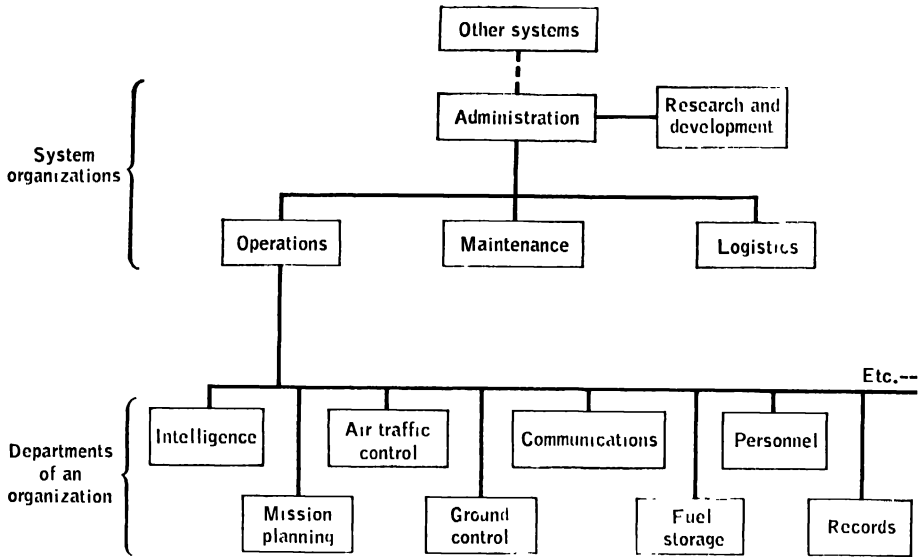 Other systems
Administration
Research and
development
System
organizations
Operations
Maintenance
Logistics
Etc.--
Departments
of an
organization
Intelligence
Air traffic
control
Communications
Personnel
Mission
planning
Ground
control
Fuel
storage
Records